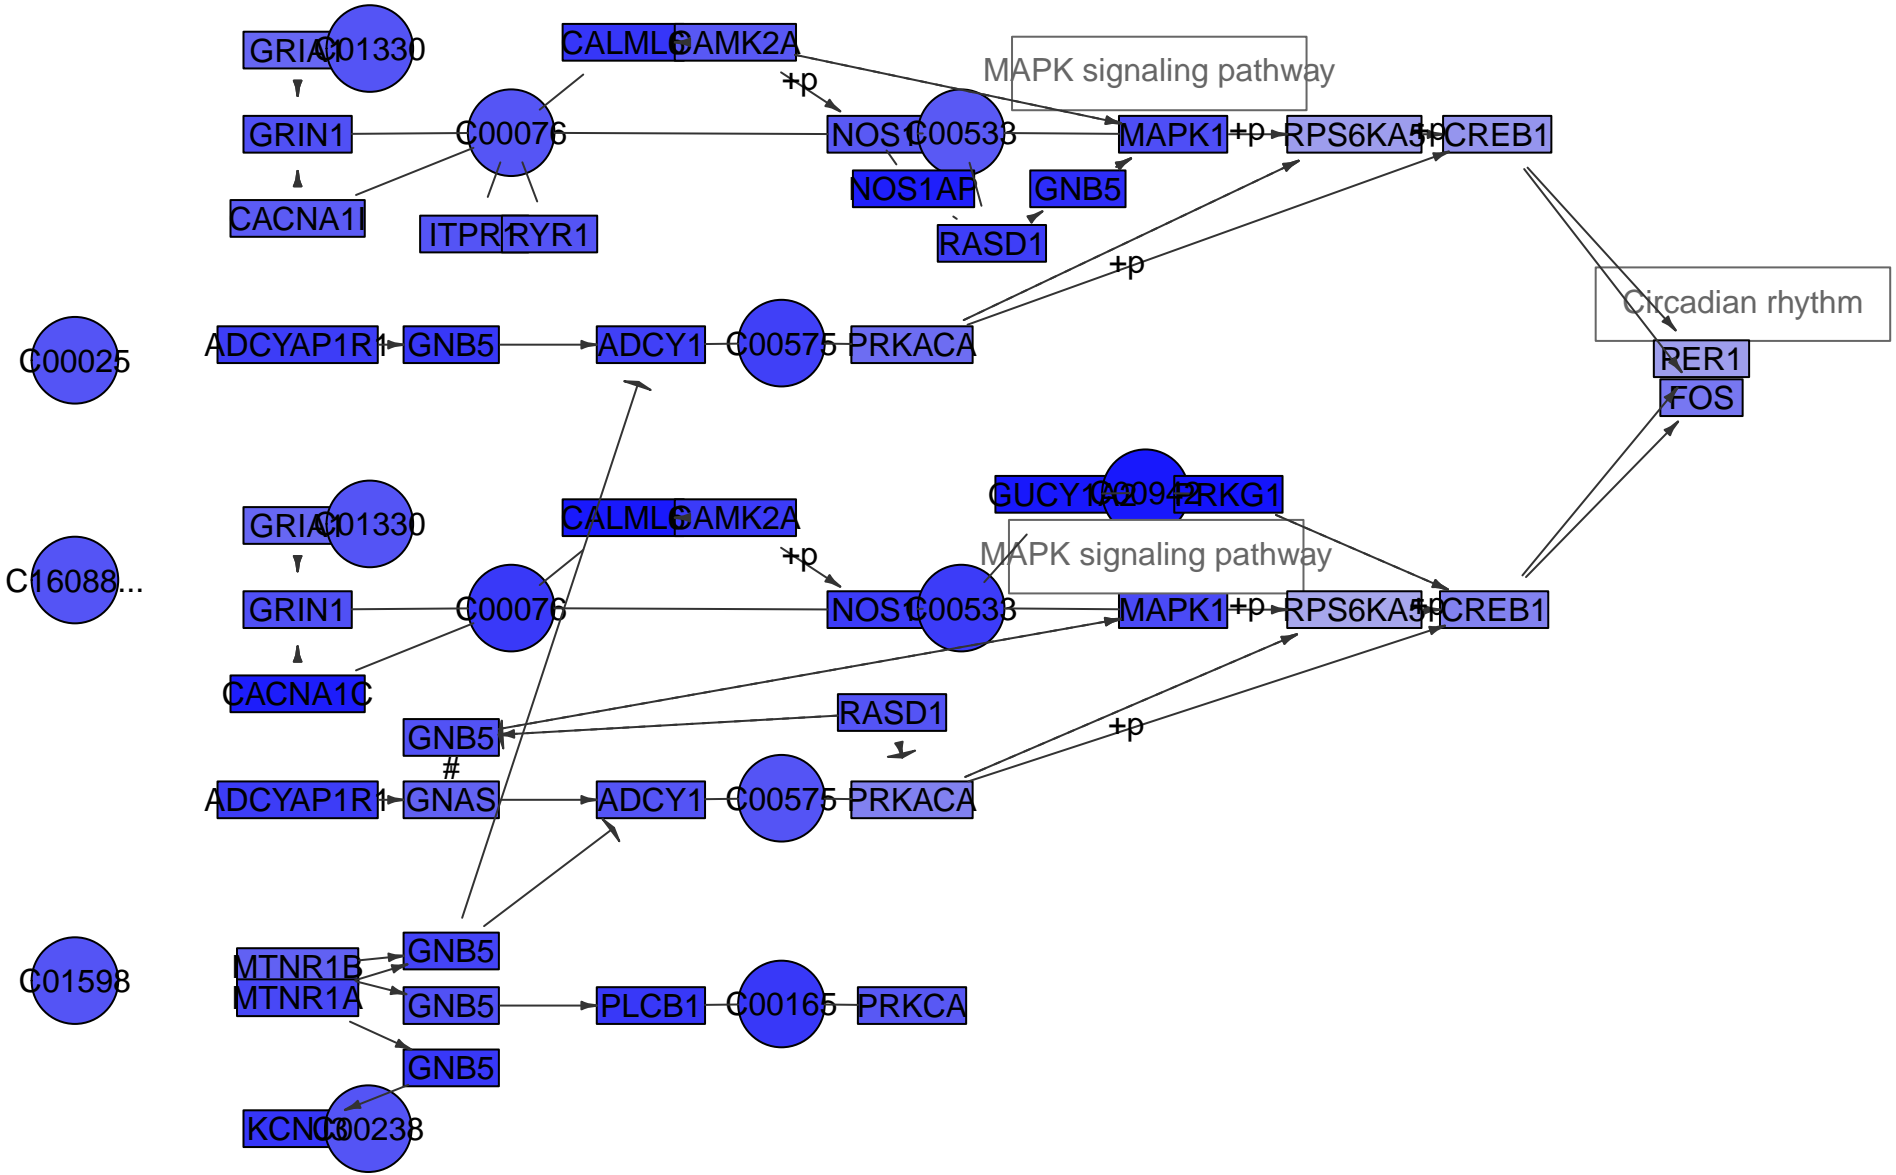 GRIA1 C01330 CALML6 CAMK2A
MAPK signaling pathway
+p
GRIN1 C00076 NOS1 C00533 MAPK1 +p RPS6KA5 +p CREB1
NOS1AP GNB5
CACNA1I ITPR1 RYR1 RASD1
+p
Circadian rhythm
C00025 ADCYAP1R1 GNB5 ADCY1 C00575 PRKACA PER1
FOS
GUCY1A2 C00942 PRKG1
GRIA1 C01330 CALML6 CAMK2A
+p MAPK signaling pathway
C16088...
GRIN1 C00076 NOS1 C00533 MAPK1 +p RPS6KA5 +p CREB1
CACNA1C
GNB5 RASD1 +p
#
ADCYAP1R1 GNAS ADCY1 C00575 PRKACA
MTNR1B GNB5
C01598
MTNR1A GNB5 PLCB1 C00165 PRKCA
GNB5
KCNJ3 C00238